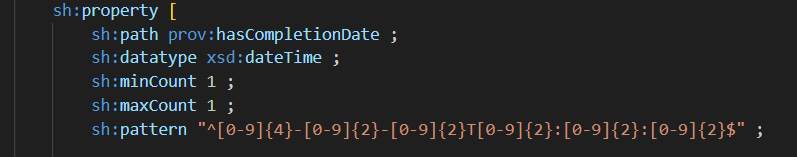 sh:property [
sh:path prov:hasCompletionDate ;
sh:datatype xsd:dateTime ;
sh:minCount 1 ;
sh:maxCount 1 ;
sh:pattern "^[0-9]{4}-[0-9]{2}-[0-9]{2}T[0-9]{2}:[0-9]{2}:[0-9]{2}$" ;